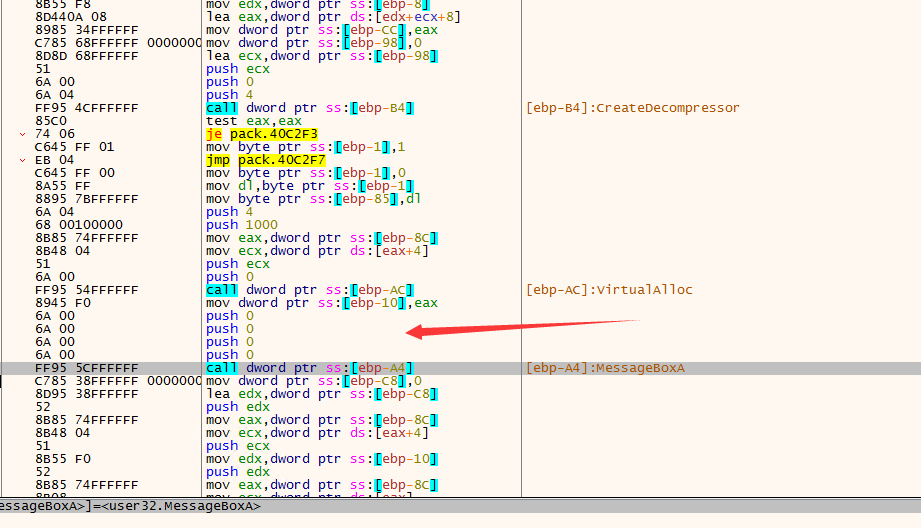 8B55 F8 mov edx,dword ptr ss:[ebp-8]
8D440A 08 lea eax,dword ptr ds:[edx+ecx+8]
8985 34FFFFFF mov dword ptr ss:[ebp-CC],eax
C785 68FFFFFF 0000000 mov dword ptr ss:[ebp-98],0
8D8D 68FFFFFF lea ecx,dword ptr ss:[ebp-98]
51 push ecx
6A 00 push 0
6A 04 push 4
FF95 4CFFFFFF call dword ptr ss:[ebp-B4] [ebp-B4]:CreateDecompressor
85C0 test eax,eax
74 06 je pack.40C2F3
C645 FF 01 mov byte ptr ss:[ebp-1],1
EB 04 jmp pack.40C2F7
C645 FF 00 mov byte ptr ss:[ebp-1],0
8A55 FF mov dl,byte ptr ss:[ebp-1]
8895 7BFFFFFF mov byte ptr ss:[ebp-85],dl
6A 04 push 4
68 00100000 push 1000
8B85 74FFFFFF mov eax,dword ptr ss:[ebp-8C]
8B48 04 mov ecx,dword ptr ds:[eax+4]
51 push ecx
6A 00 push 0
FF95 54FFFFFF call dword ptr ss:[ebp-AC] [ebp-AC]:VirtualAlloc
8945 F0 mov dword ptr ss:[ebp-10],eax
6A 00 push 0
6A 00 push 0
6A 00 push 0
6A 00 push 0
FF95 5CFFFFFF call dword ptr ss:[ebp-A4] [ebp-A4]:MessageBoxA
C785 38FFFFFF 0000000 mov dword ptr ss:[ebp-C8],0
8D95 38FFFFFF lea edx,dword ptr ss:[ebp-C8]
52 push edx
8B85 74FFFFFF mov eax,dword ptr ss:[ebp-8C]
8B48 04 mov ecx,dword ptr ds:[eax+4]
51 push ecx
8B55 F0 mov edx,dword ptr ss:[ebp-10]
52 push edx
8B85 74FFFFFF mov eax,dword ptr ss:[ebp-8C]
8B08 mov ecx,dword ptr ds:[eax]
essageBoxA>]=<user32.MessageBoxA>